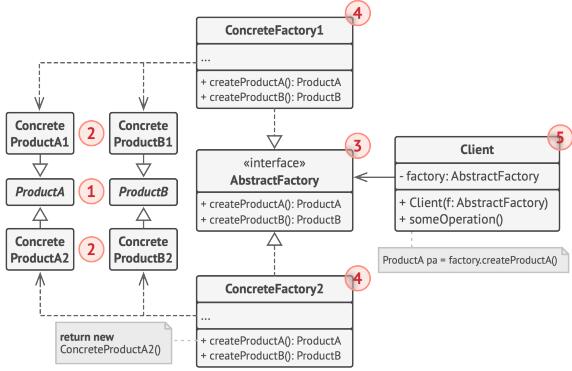 ConcreteFactory1
4
...
+ createProductA(): ProductA
+ createProductB(): ProductB
Concrete
ProductA1
2
Concrete
ProductB1
ProductA
1
ProductB
Concrete
ProductA2
2
Concrete
ProductB2
«interface»
AbstractFactory
3
+ createProductA(): ProductA
+ createProductB(): ProductB
Client
5
- factory: AbstractFactory
+ Client(f: AbstractFactory)
+ someOperation()
ProductA pa = factory.createProductA()
ConcreteFactory2
4
...
+ createProductA(): ProductA
+ createProductB(): ProductB
return new
ConcreteProductA2()